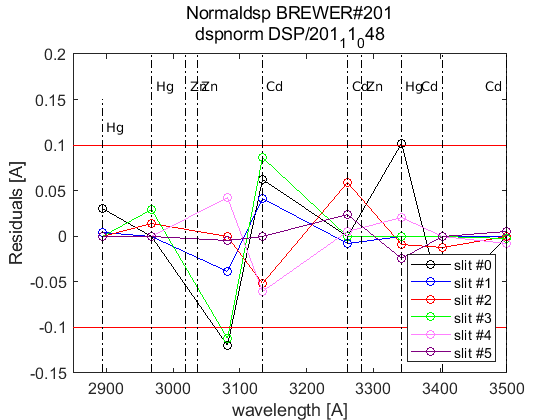 Normaldsp BREWER#201
dspnorm DSP/201₁1₀48
0.2
0.15
0.1
0.05
0
-0.05
-0.1
-0.15
Residuals [A]
Hg
Hg
Zn
Zn
Cd
Cd
Zn
Hg
Cd
Cd
slit #0
slit #1
slit #2
slit #3
slit #4
slit #5
2900
3000
3100
3200
3300
3400
3500
wavelength [A]